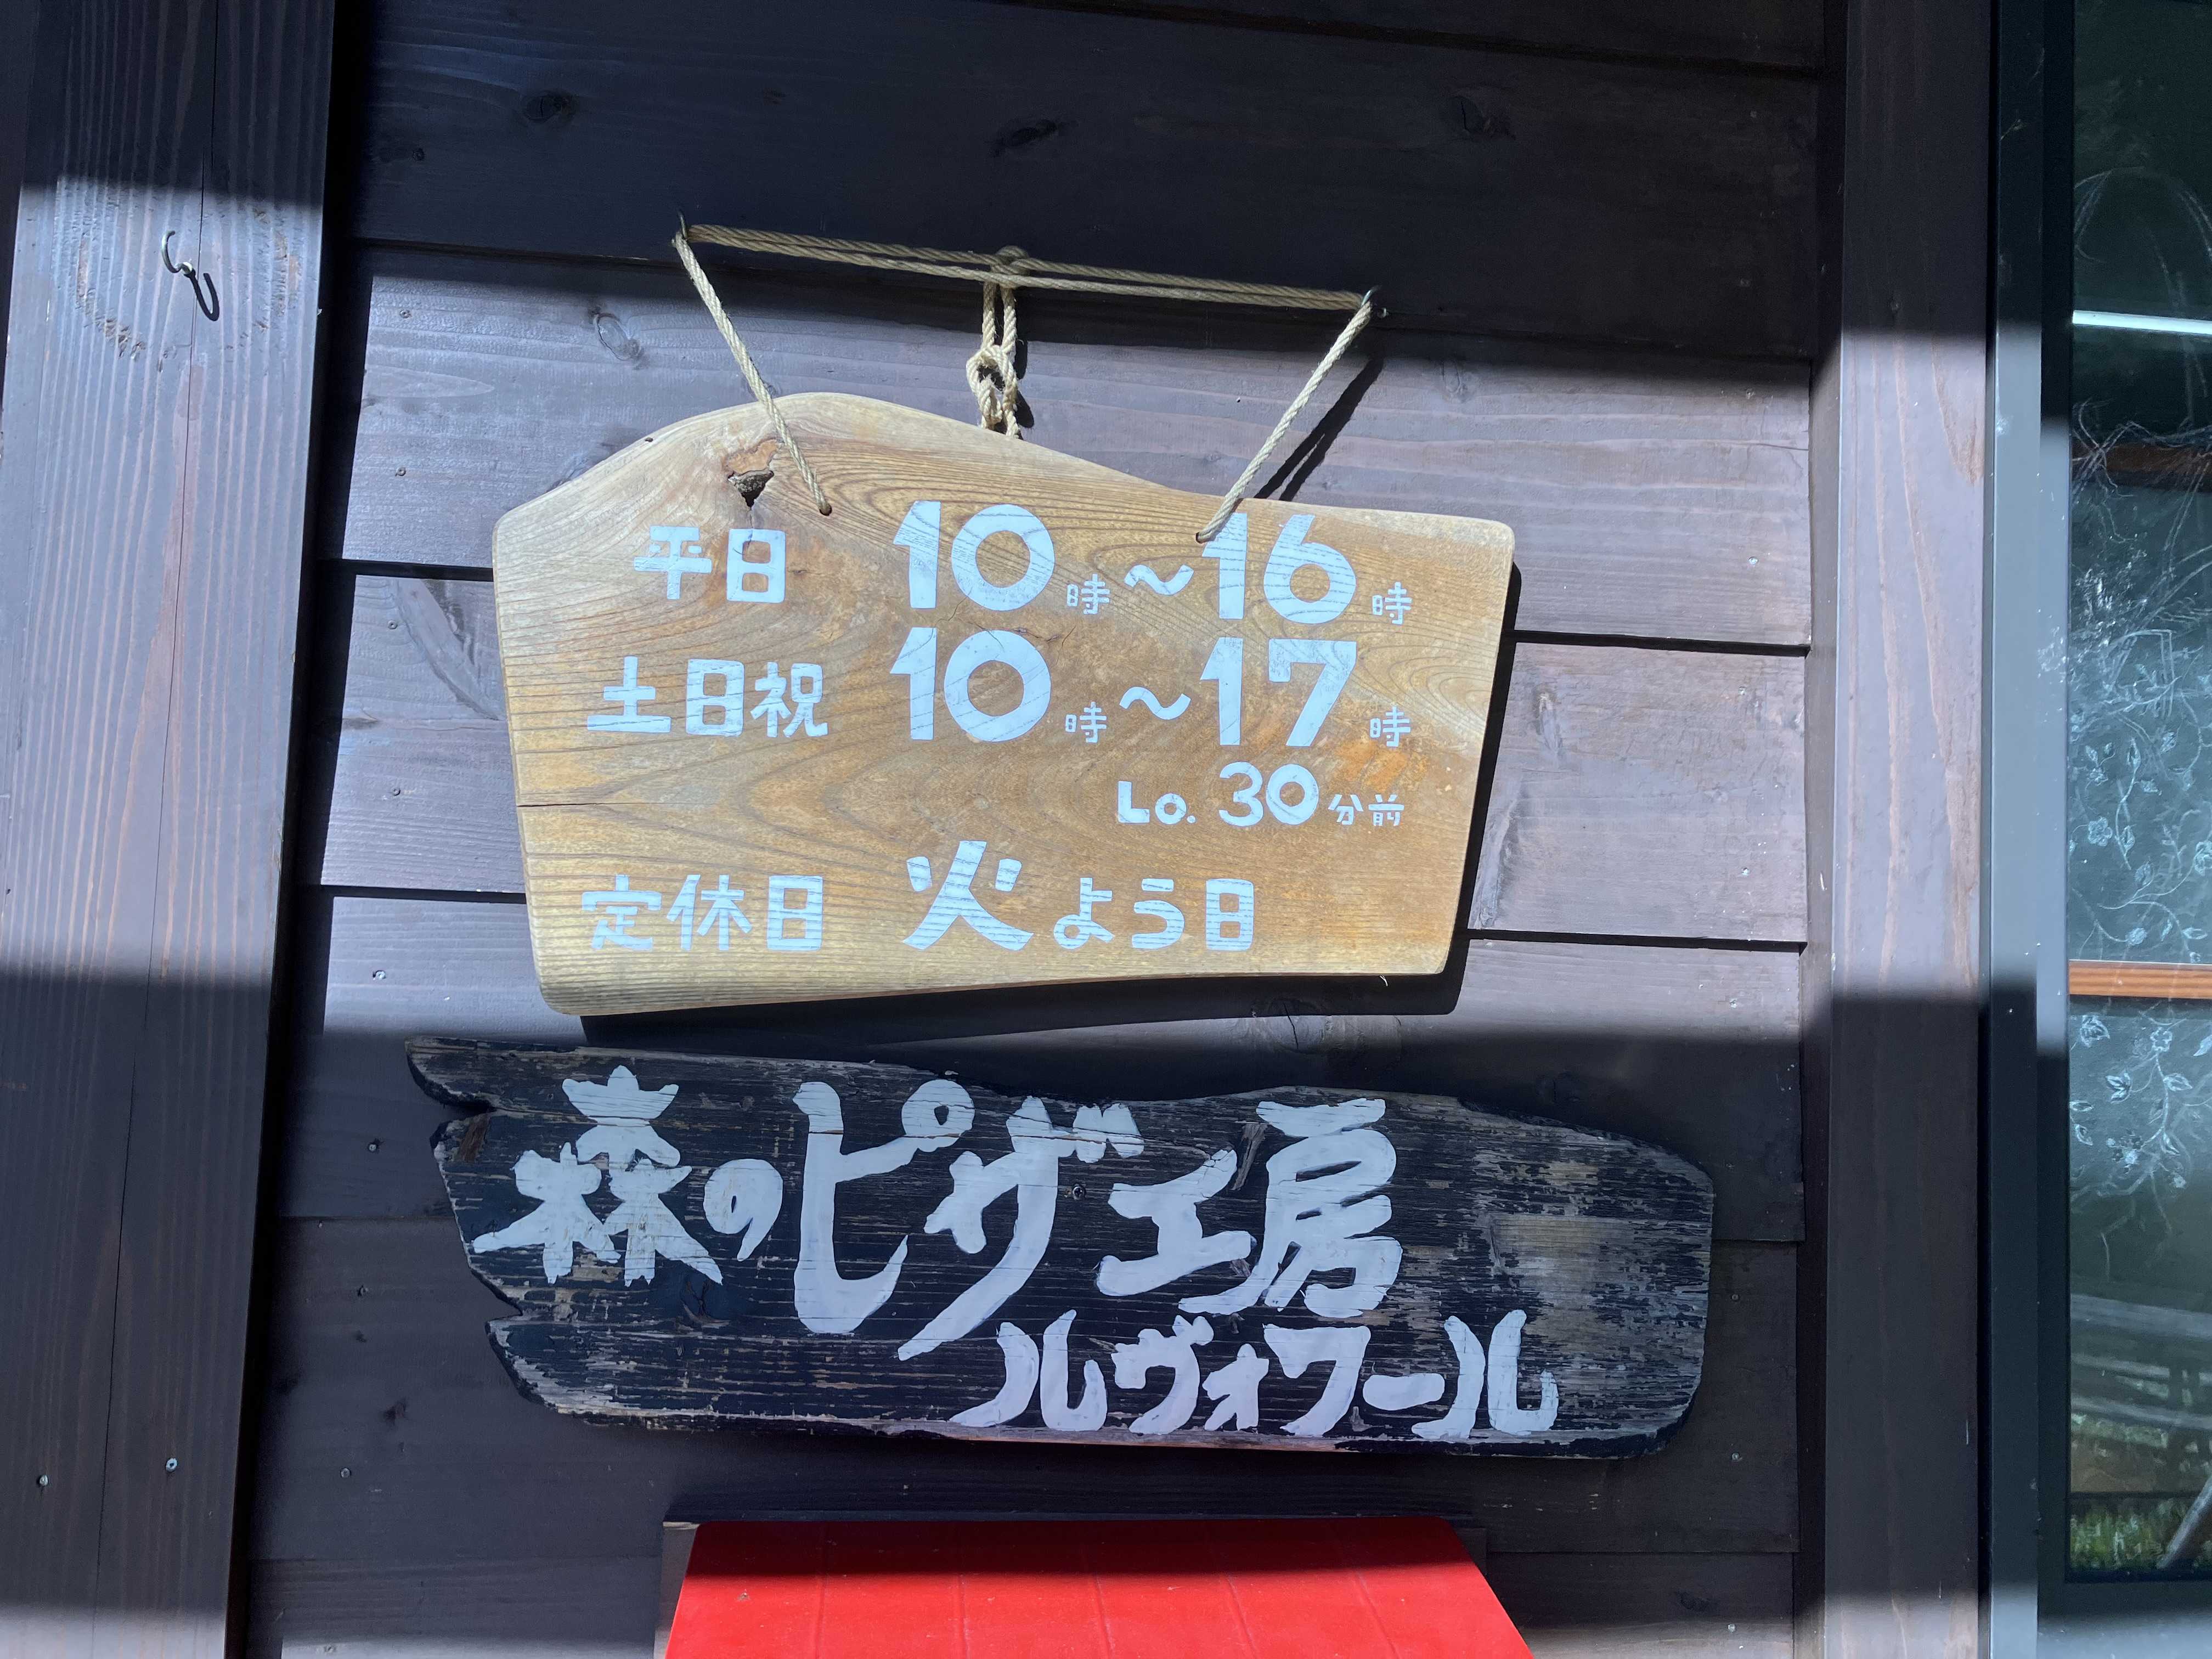 平日 10時〜16時
土日祝 10時〜17時
Lo. 30分前
定休日 火よう日
森のピザ工房
ルヴォワール